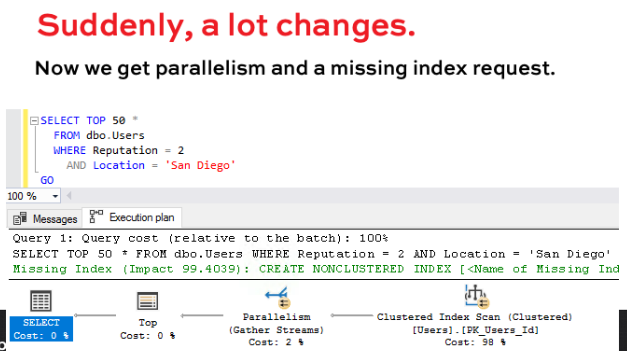 Suddenly, a lot changes.
Now we get parallelism and a missing index request.
SELECT TOP 50 *
FROM dbo.Users
WHERE Reputation = 2
AND Location = 'San Diego'
GO
100 %
Messages Execution plan
Query 1: Query cost (relative to the batch): 100%
SELECT TOP 50 * FROM dbo.Users WHERE Reputation = 2 AND Location = 'San Diego'
Missing Index (Impact 99.4039): CREATE NONCLUSTERED INDEX [<Name of Missing Ind
SELECT
Cost: 0 %
Top
Cost: 0 %
Parallelism
(Gather Streams)
Cost: 2 %
Clustered Index Scan (Clustered)
[Users].[PK_Users_Id]
Cost: 98 %